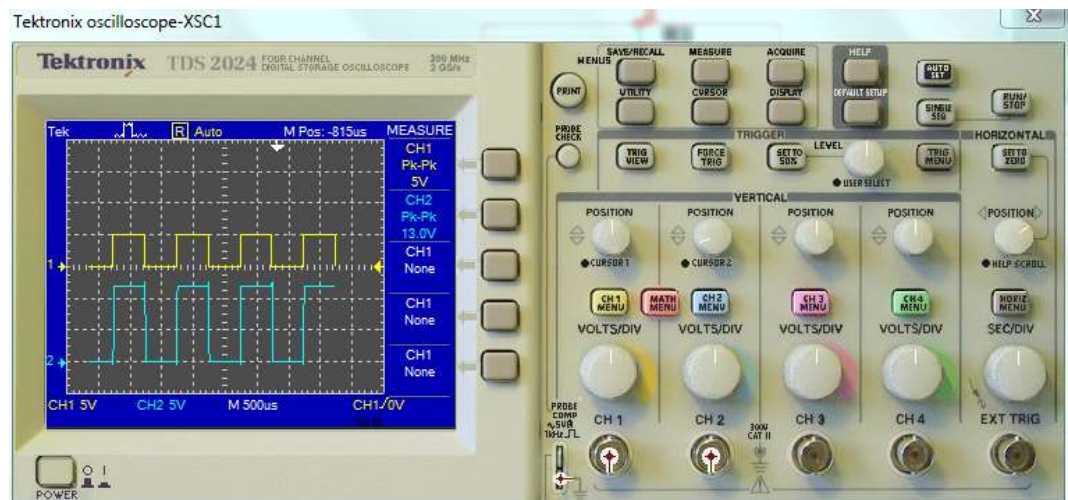 Tektronix oscilloscope-XSC1
Tektronix TDS 2024 FOUR CHANNEL DIGITAL STORAGE OSCILLOSCOPE 200 MHz 2 GS/s
Tek R Auto M Pos: -815us MEASURE
CH1
Pk-Pk
5V
CH2
Pk-Pk
13.0V
CH1
None
CH1
None
CH1
None
1
2
CH1 5V CH2 5V M 500us CH1/0V
POWER
MENUS
SAVE/RECALL MEASURE ACQUIRE HELP
UTILITY CURSOR DISPLAY DEFAULT SETUP
AUTO SET
SINGLE SEQ
RUN/STOP
PRINT
PROBE CHECK
TRIGGER
TRIG VIEW FORCE TRIG SET TO 50% LEVEL TRIG MENU
USER SELECT
HORIZONTAL
SET TO ZERO
VERTICAL
POSITION POSITION POSITION POSITION POSITION
CURSOR 1 CURSOR 2 HELP SCROLL
CH 1 MENU MATH MENU CH 2 MENU CH 3 MENU CH 4 MENU HORIZ MENU
VOLTS/DIV VOLTS/DIV VOLTS/DIV VOLTS/DIV SEC/DIV
PROBE COMP
1kHz
CH 1 CH 2 CH 3 CH 4 EXT TRIG
300V
CAT II